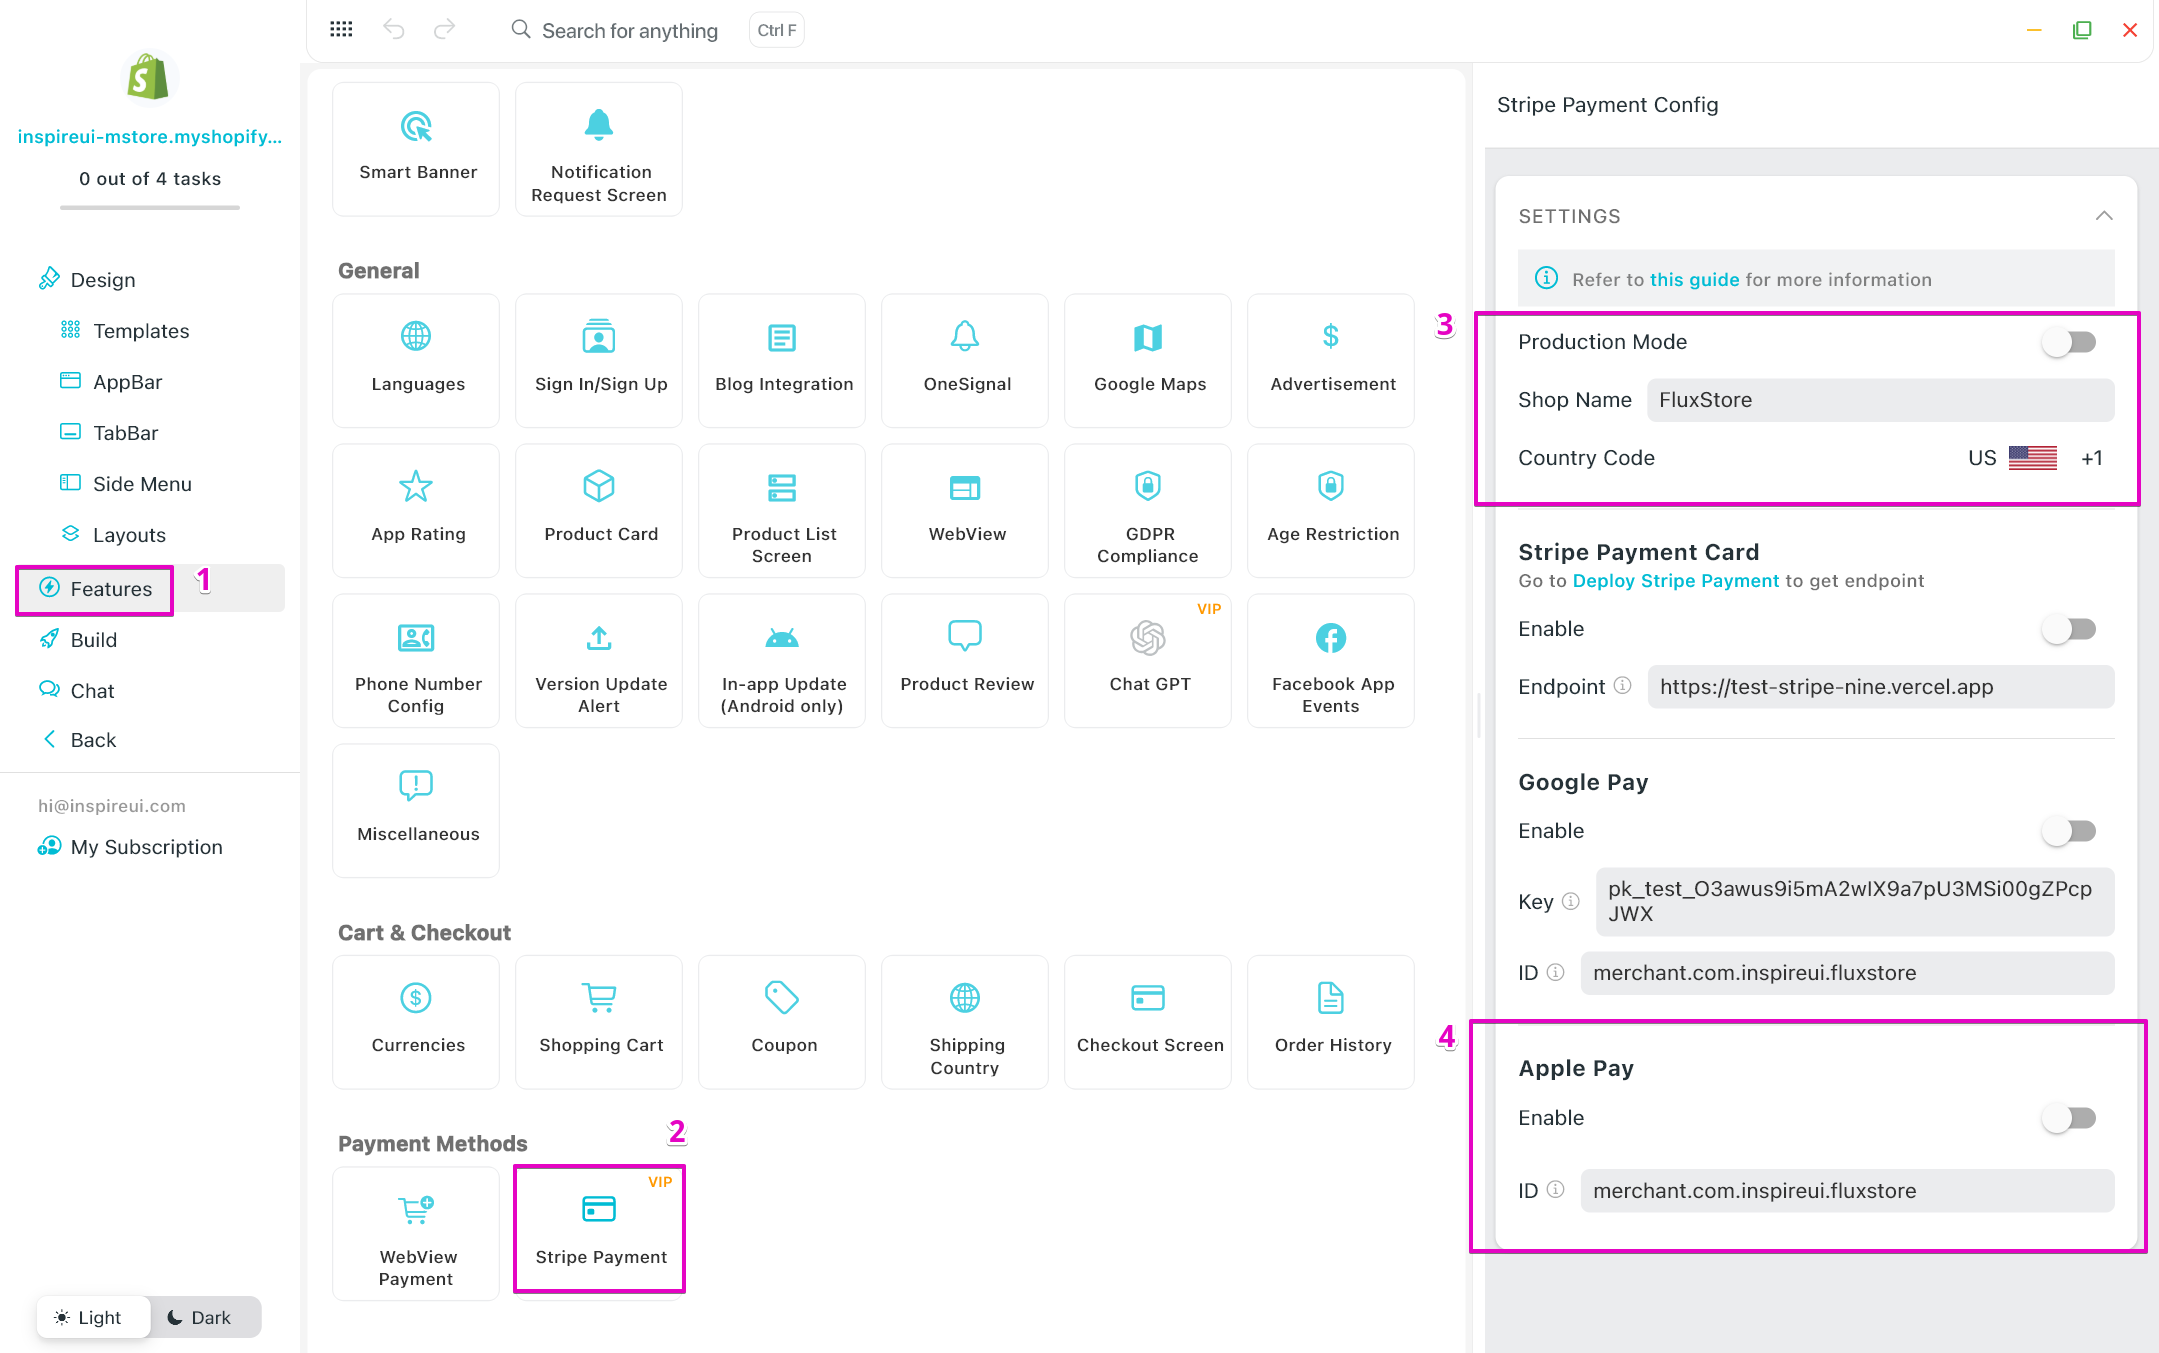 Search for anything
Ctrl F
inspireui-mstore.myshopify...
0 out of 4 tasks
Design
Templates
AppBar
TabBar
Side Menu
Layouts
Features
1
Build
Chat
Back
hi@inspireui.com
My Subscription
Light
Dark
Smart Banner
Notification
Request Screen
General
Languages
Sign In/Sign Up
Blog Integration
OneSignal
Google Maps
Advertisement
App Rating
Product Card
Product List
Screen
WebView
GDPR
Compliance
Age Restriction
Phone Number
Config
Version Update
Alert
In-app Update
(Android only)
Product Review
VIP
Chat GPT
Facebook App
Events
Miscellaneous
Cart & Checkout
Currencies
Shopping Cart
Coupon
Shipping
Country
Checkout Screen
Order History
Payment Methods
2
WebView
Payment
VIP
Stripe Payment
Stripe Payment Config
SETTINGS
Refer to this guide for more information
3
Production Mode
Shop Name FluxStore
Country Code US +1
Stripe Payment Card
Go to Deploy Stripe Payment to get endpoint
Enable
Endpoint https://test-stripe-nine.vercel.app
Google Pay
Enable
Key pk_test_O3awus9i5mA2wIX9a7pU3MSi00gZPcp
JWX
ID merchant.com.inspireui.fluxstore
4
Apple Pay
Enable
ID merchant.com.inspireui.fluxstore